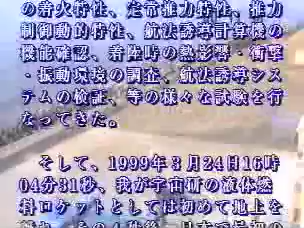 の着火特性、定常推力特性、推力
制御動的特性、航法誘導計算機の
機能確認、着陸時の熱影響・衝撃
・振動環境の調査、航法誘導シス
テムの検証、等の様々な試験を行
なってきた。
そして、1999年３月24日16時
04分31秒、我が宇宙研の液体燃
料ロケットとしては初めて地上を